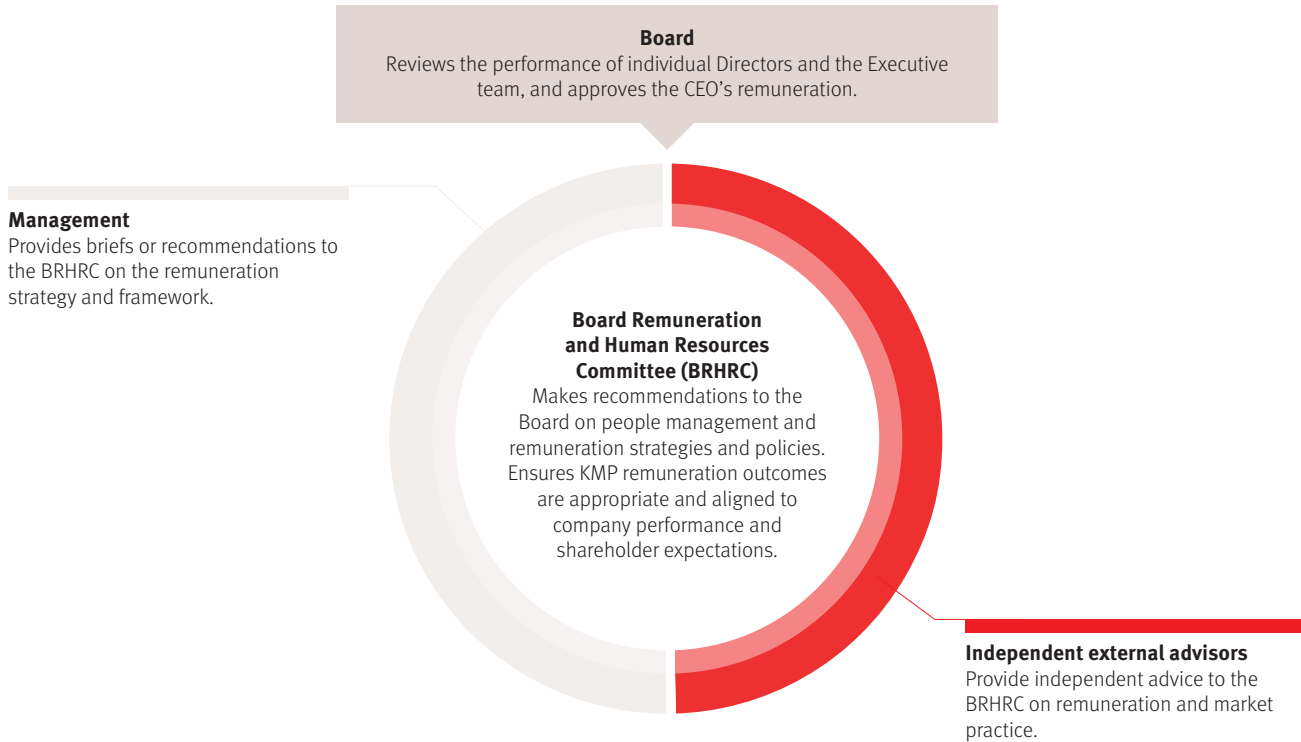 Board
Reviews the performance of individual Directors and the Executive
team, and approves the CEO’s remuneration.
Management
Provides briefs or recommendations to
the BRHRC on the remuneration
strategy and framework.
Board Remuneration
and Human Resources
Committee (BRHRC)
Makes recommendations to the
Board on people management and
remuneration strategies and policies.
Ensures KMP remuneration outcomes
are appropriate and aligned to
company performance and
shareholder expectations.
Independent external advisors
Provide independent advice to the
BRHRC on remuneration and market
practice.